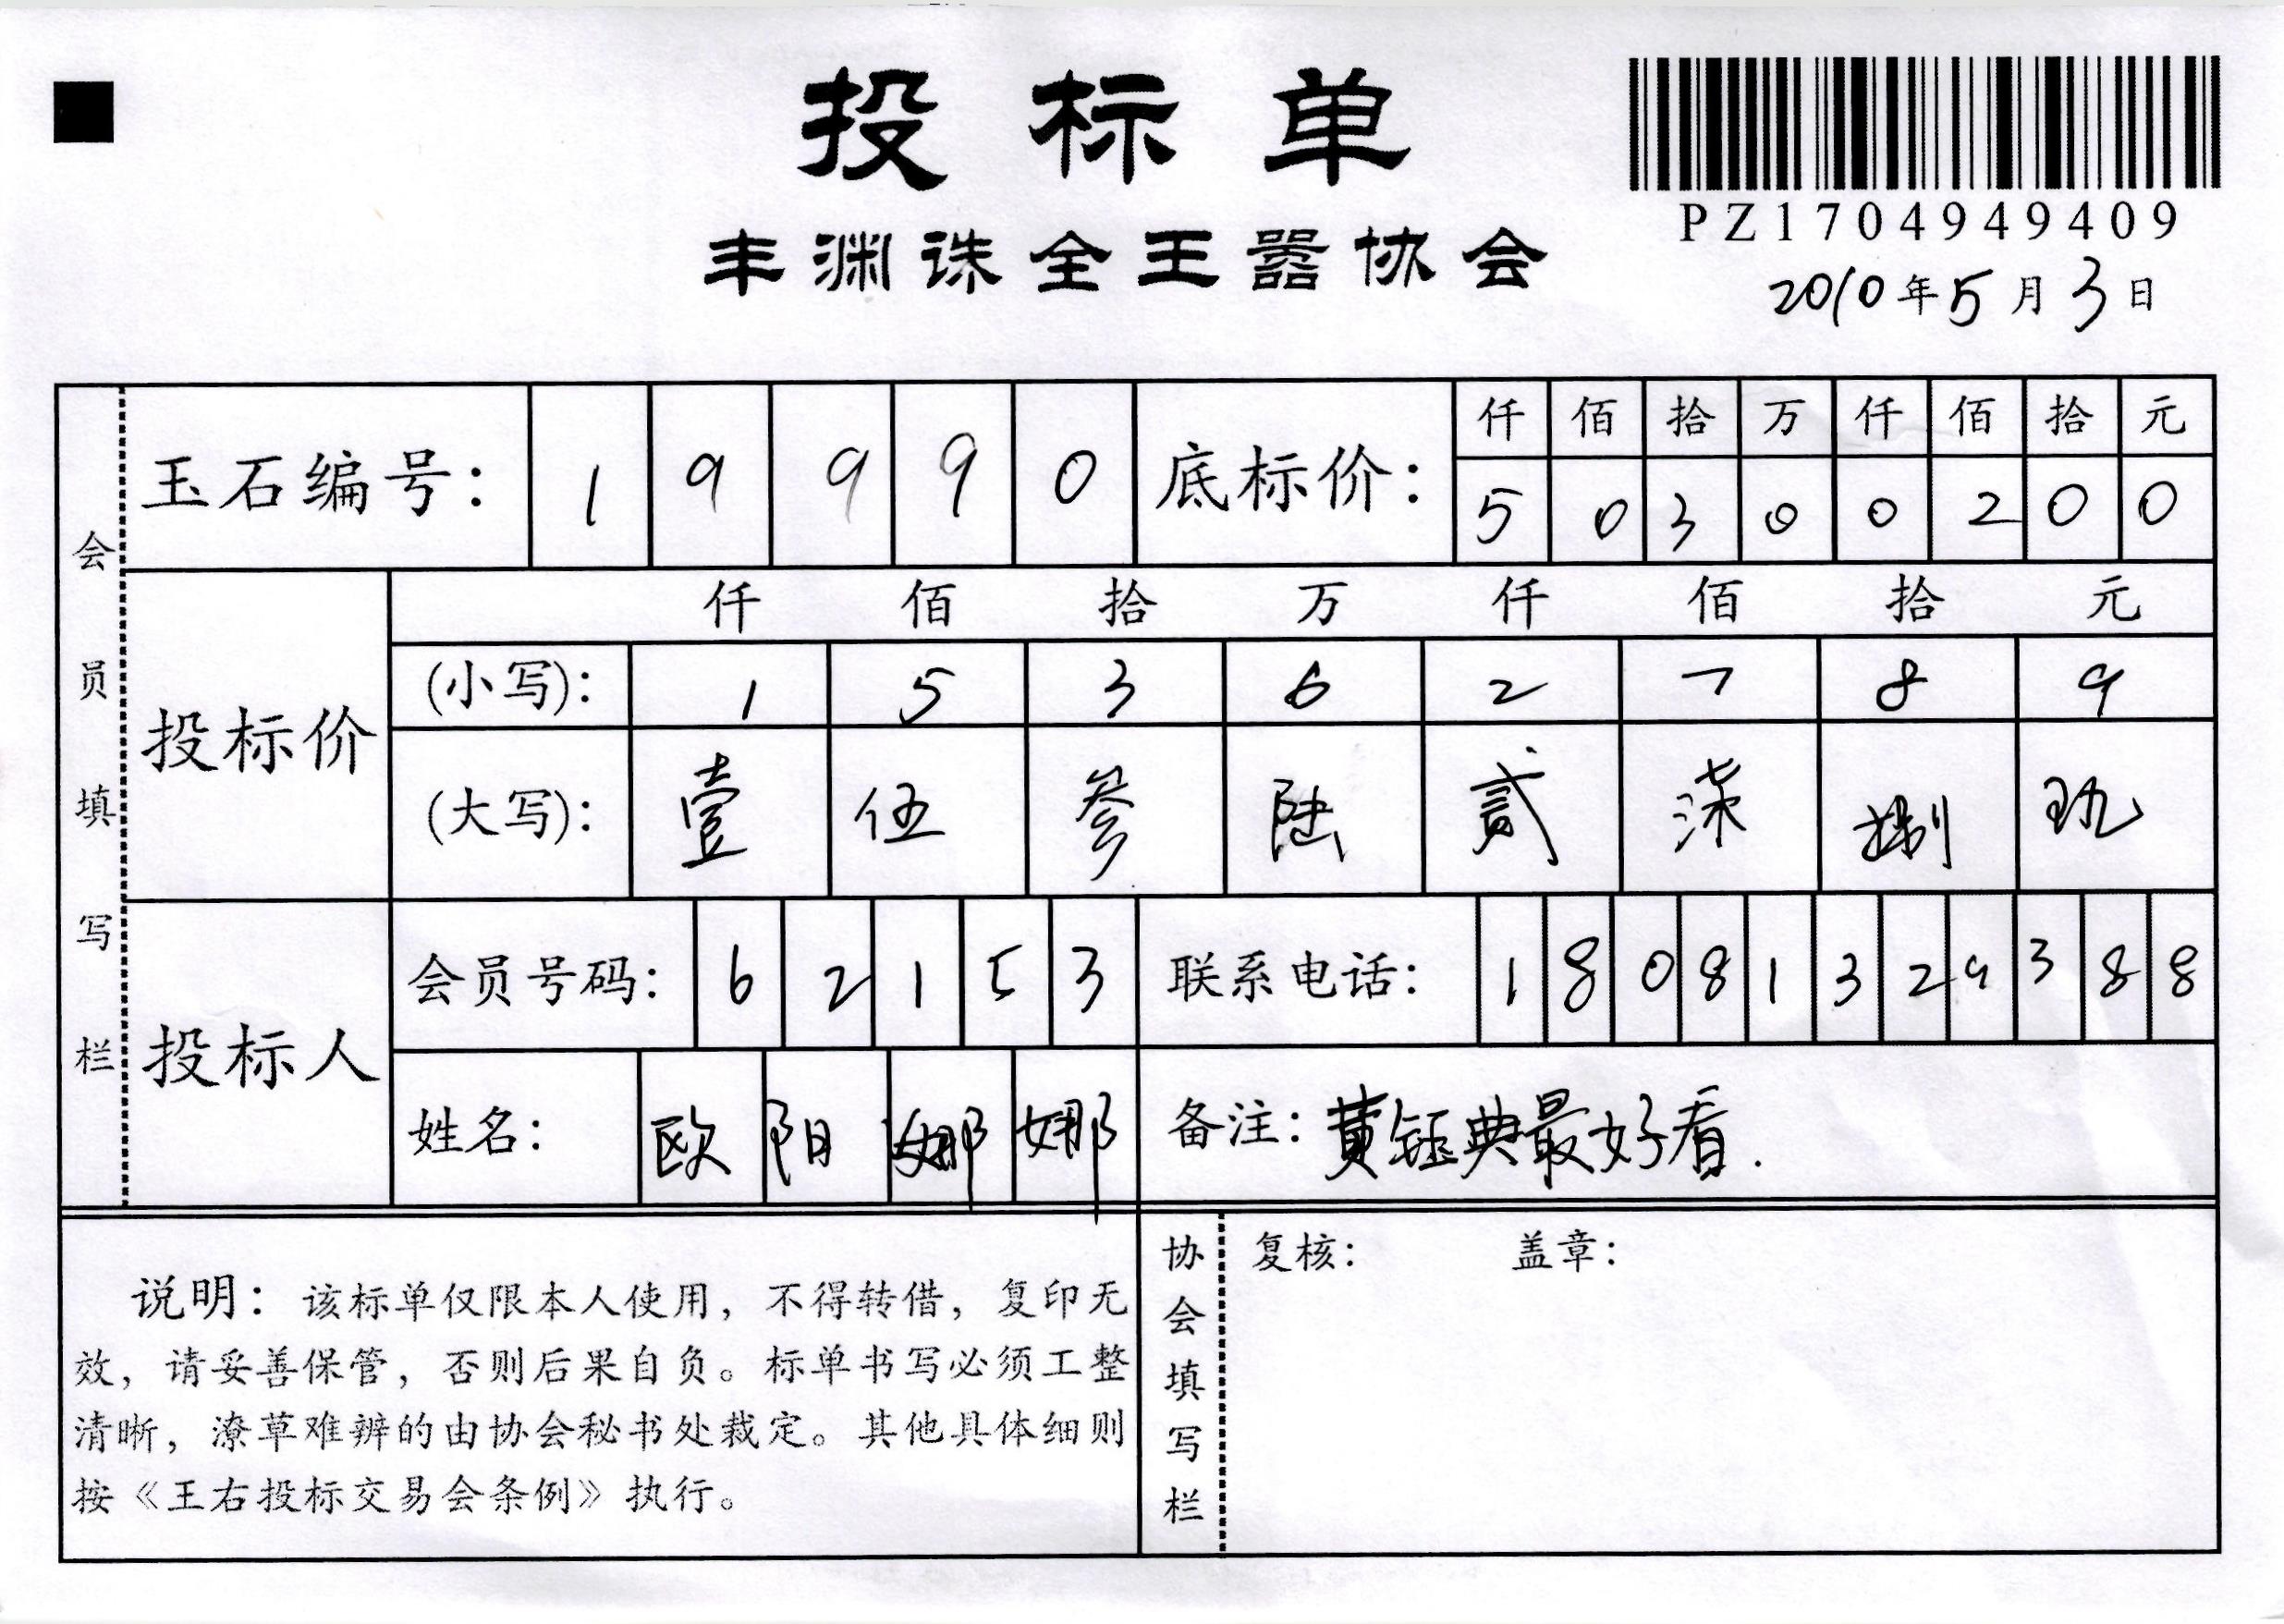 投标单
PZ1704949409
丰渊诛全王嚣协会
2010年5月3日
会员填写栏
玉石编号: 1 9 9 9 0 底标价: 仟 佰 拾 万 仟 佰 拾 元
5 0 3 0 0 2 0 0
投标价
仟 佰 拾 万 仟 佰 拾 元
(小写): 1 5 3 6 2 7 8 9
(大写): 壹 伍 叁 陆 贰 柒 捌 玖
投标人
会员号码: 6 2 1 5 3 联系电话: 1 8 0 8 1 3 2 9 3 8 8
姓名: 欧 阳 娜 娜 备注: 黄钰典最好看.
说明: 该标单仅限本人使用, 不得转借, 复印无
效, 请妥善保管, 否则后果自负。标单书写必须工整
清晰, 潦草难辨的由协会秘书处裁定。其他具体细则
按《王右投标交易会条例》执行。
协会填写栏
复核: 盖章: